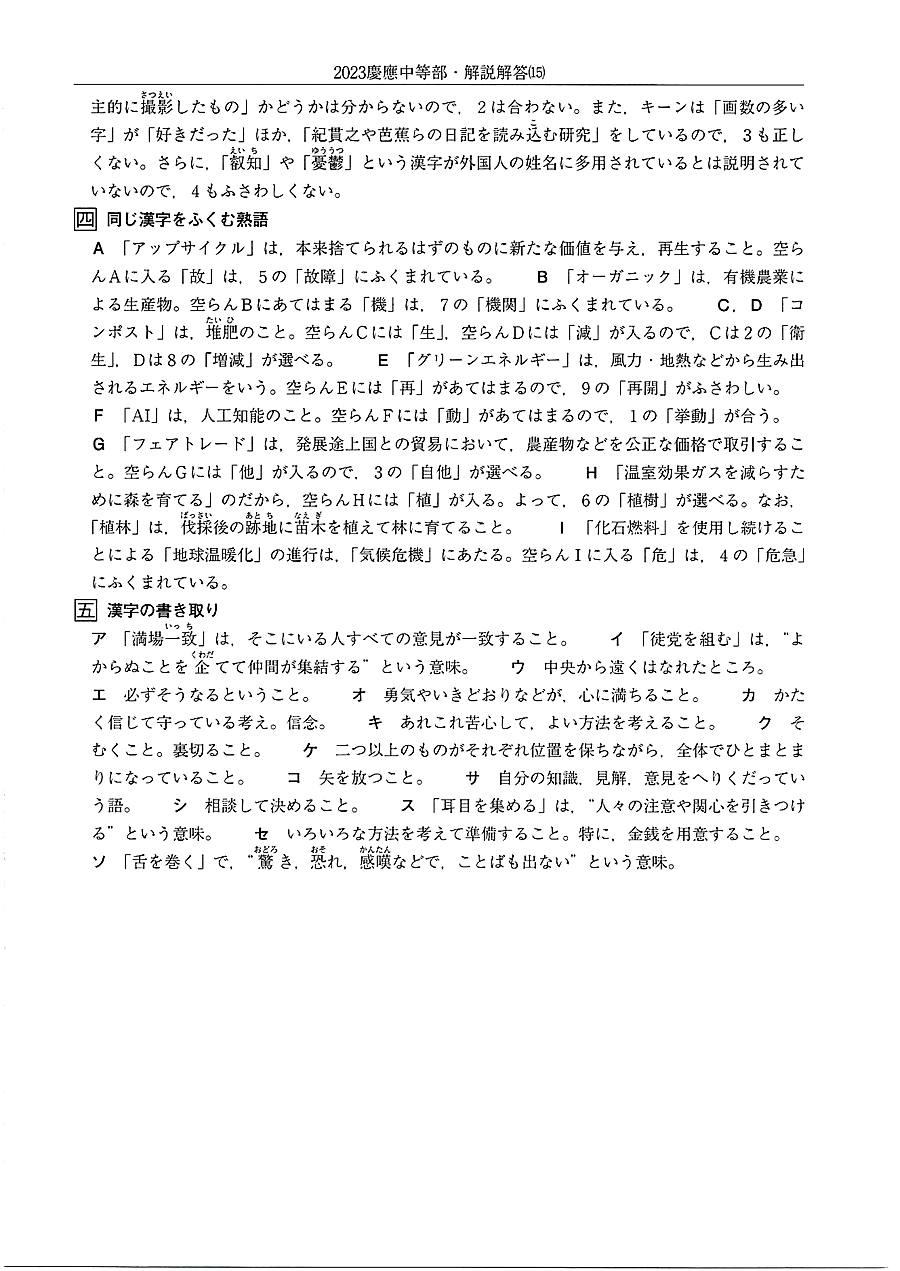 2023慶應中等部・解説解答(15)
主的に撮影したもの」かどうかは分からないので，2は合わない。また，キーンは「画数の多い
字」が「好きだった」ほか，「紀貫之や芭蕉らの日記を読み込む研究」をしているので，3も正し
くない。さらに，「叡知」や「憂鬱」という漢字が外国人の姓名に多用されているとは説明されて
いないので，4もふさわしくない。
四 同じ漢字をふくむ熟語
A 「アップサイクル」は，本来捨てられるはずのものに新たな価値を与え，再生すること。空ら
んAに入る「故」は，5の「故障」にふくまれている。 B 「オーガニック」は，有機農業に
よる生産物。空らんBにあてはまる「機」は，7の「機関」にふくまれている。 C，D 「コ
ンポスト」は，堆肥のこと。空らんCには「生」，空らんDには「減」が入るので，Cは2の「衛
生」，Dは8の「増減」が選べる。 E 「グリーンエネルギー」は，風力・地熱などから生み出
されるエネルギーをいう。空らんEには「再」があてはまるので，9の「再開」がふさわしい。
F 「AI」は，人工知能のこと。空らんFには「動」があてはまるので，1の「挙動」が合う。
G 「フェアトレード」は，発展途上国との貿易において，農産物などを公正な価格で取引するこ
と。空らんGには「他」が入るので，3の「自他」が選べる。 H 「温室効果ガスを減らすた
めに森を育てる」のだから，空らんHには「植」が入る。よって，6の「植樹」が選べる。なお，
「植林」は，伐採後の跡地に苗木を植えて林に育てること。 I 「化石燃料」を使用し続けるこ
とによる「地球温暖化」の進行は，「気候危機」にあたる。空らんIに入る「危」は，4の「危急」
にふくまれている。
五 漢字の書き取り
ア 「満場一致」は，そこにいる人すべての意見が一致すること。 イ 「徒党を組む」は，“よ
からぬことを企てて仲間が集結する”という意味。 ウ 中央から遠くはなれたところ。
エ 必ずそうなるということ。 オ 勇気やいきどおりなどが，心に満ちること。 カ かた
く信じて守っている考え。信念。 キ あれこれ苦心して，よい方法を考えること。 ク そ
むくこと。裏切ること。 ケ 二つ以上のものがそれぞれ位置を保ちながら，全体でひとまとま
りになっていること。 コ 矢を放つこと。 サ 自分の知識，見解，意見をへりくだってい
う語。 シ 相談して決めること。 ス 「耳目を集める」は，“人々の注意や関心を引きつけ
る”という意味。 セ いろいろな方法を考えて準備すること。特に，金銭を用意すること。
ソ 「舌を巻く」で，“驚き，恐れ，感嘆などで，ことばも出ない”という意味。